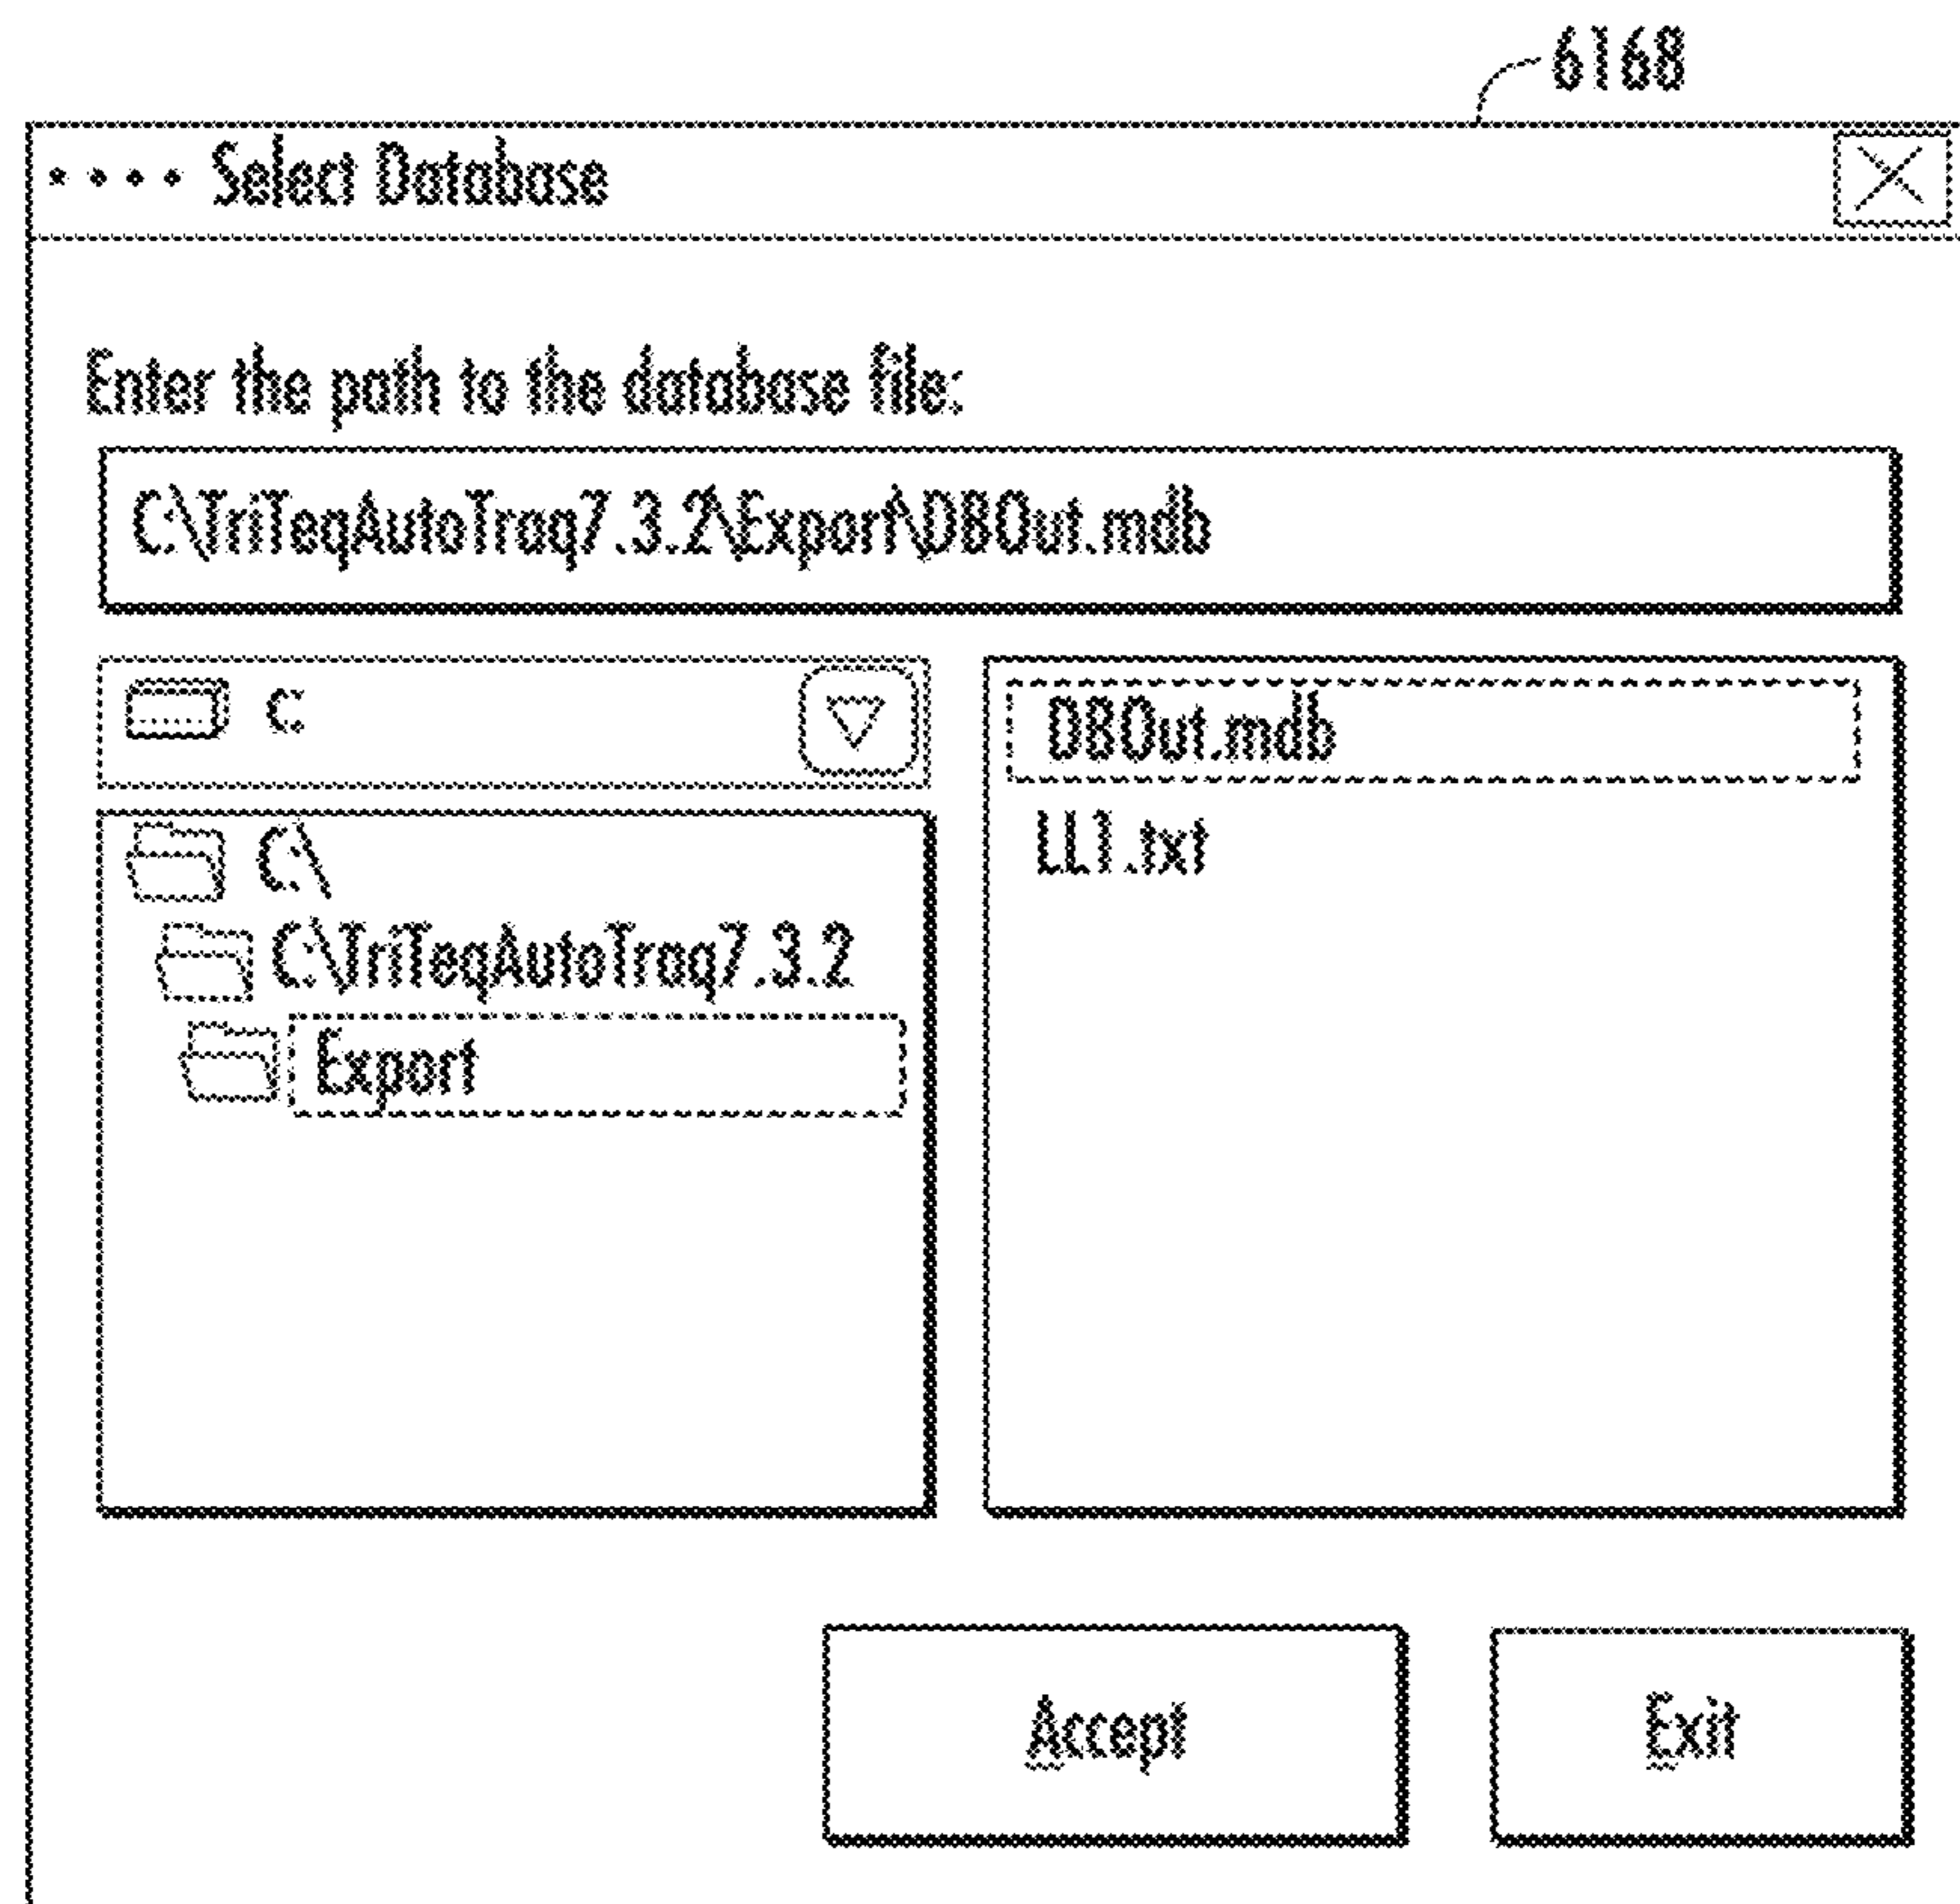 6168
Select Database
Enter the path to the database file:
C:\TriTeqAutoTraq7.3.2\Export\DBOut.mdb
c:
DBOut.mdb
LL1.txt
C:\
C:\TriTeqAutoTraq7.3.2
Export
Accept
Exit